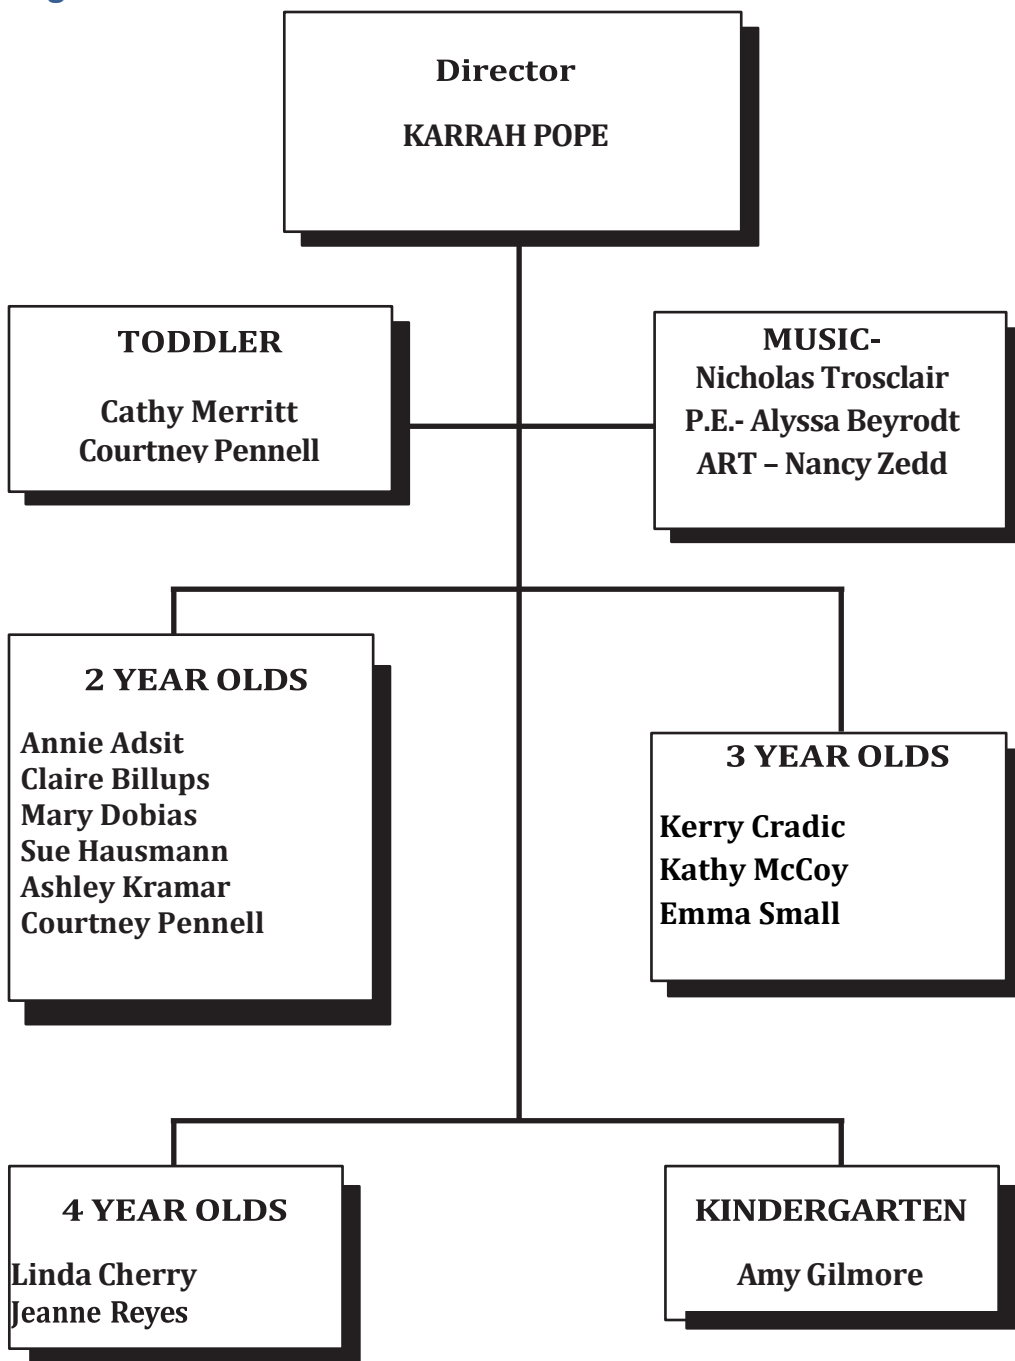 Director
KARRAH POPE
TODDLER
Cathy Merritt
Courtney Pennell
MUSIC-
Nicholas Trosclair
P.E.- Alyssa Beyrodt
ART – Nancy Zedd
2 YEAR OLDS
Annie Adsit
Claire Billups
Mary Dobias
Sue Hausmann
Ashley Kramar
Courtney Pennell
3 YEAR OLDS
Kerry Cradic
Kathy McCoy
Emma Small
4 YEAR OLDS
Linda Cherry
Jeanne Reyes
KINDERGARTEN
Amy Gilmore